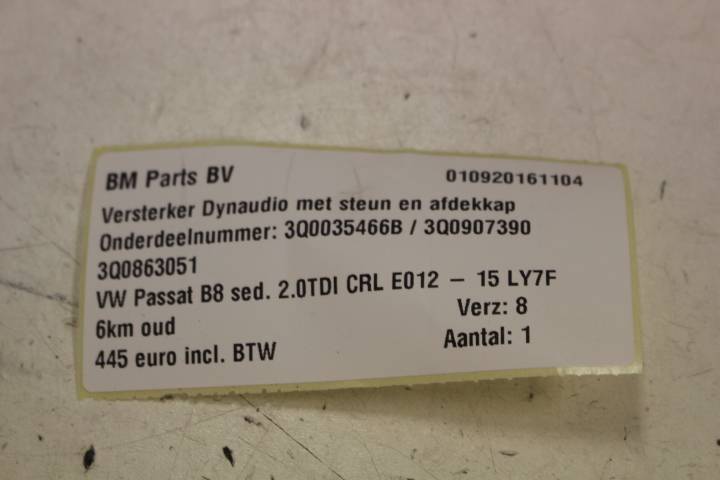 BM Parts BV 010920161104
Versterker Dynaudio met steun en afdekkap
Onderdeelnummer: 3Q0035466B / 3Q0907390
3Q0863051
VW Passat B8 sed. 2.0TDI CRL E012 – 15 LY7F
6km oud Verz: 8
445 euro incl. BTW Aantal: 1